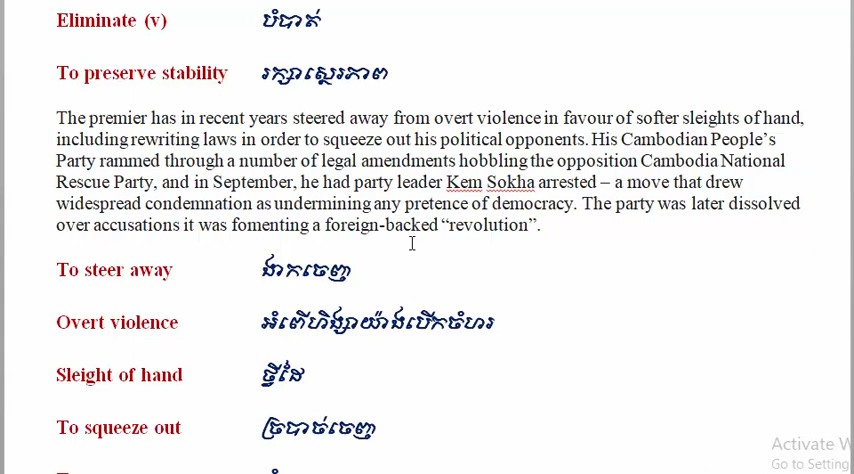 Eliminate (v) បំបាត់
To preserve stability រក្សាស្ថេរភាព
The premier has in recent years steered away from overt violence in favour of softer sleights of hand,
including rewriting laws in order to squeeze out his political opponents. His Cambodian People’s
Party rammed through a number of legal amendments hobbling the opposition Cambodia National
Rescue Party, and in September, he had party leader Kem Sokha arrested – a move that drew
widespread condemnation as undermining any pretence of democracy. The party was later dissolved
over accusations it was fomenting a foreign-backed “revolution”.
To steer away ងាកចេញ
Overt violence អំពើហិង្សាយ៉ាងបើកចំហរ
Sleight of hand ថ្វីដៃ
To squeeze out ច្របាច់ចេញ
Activate W
Go to Setting